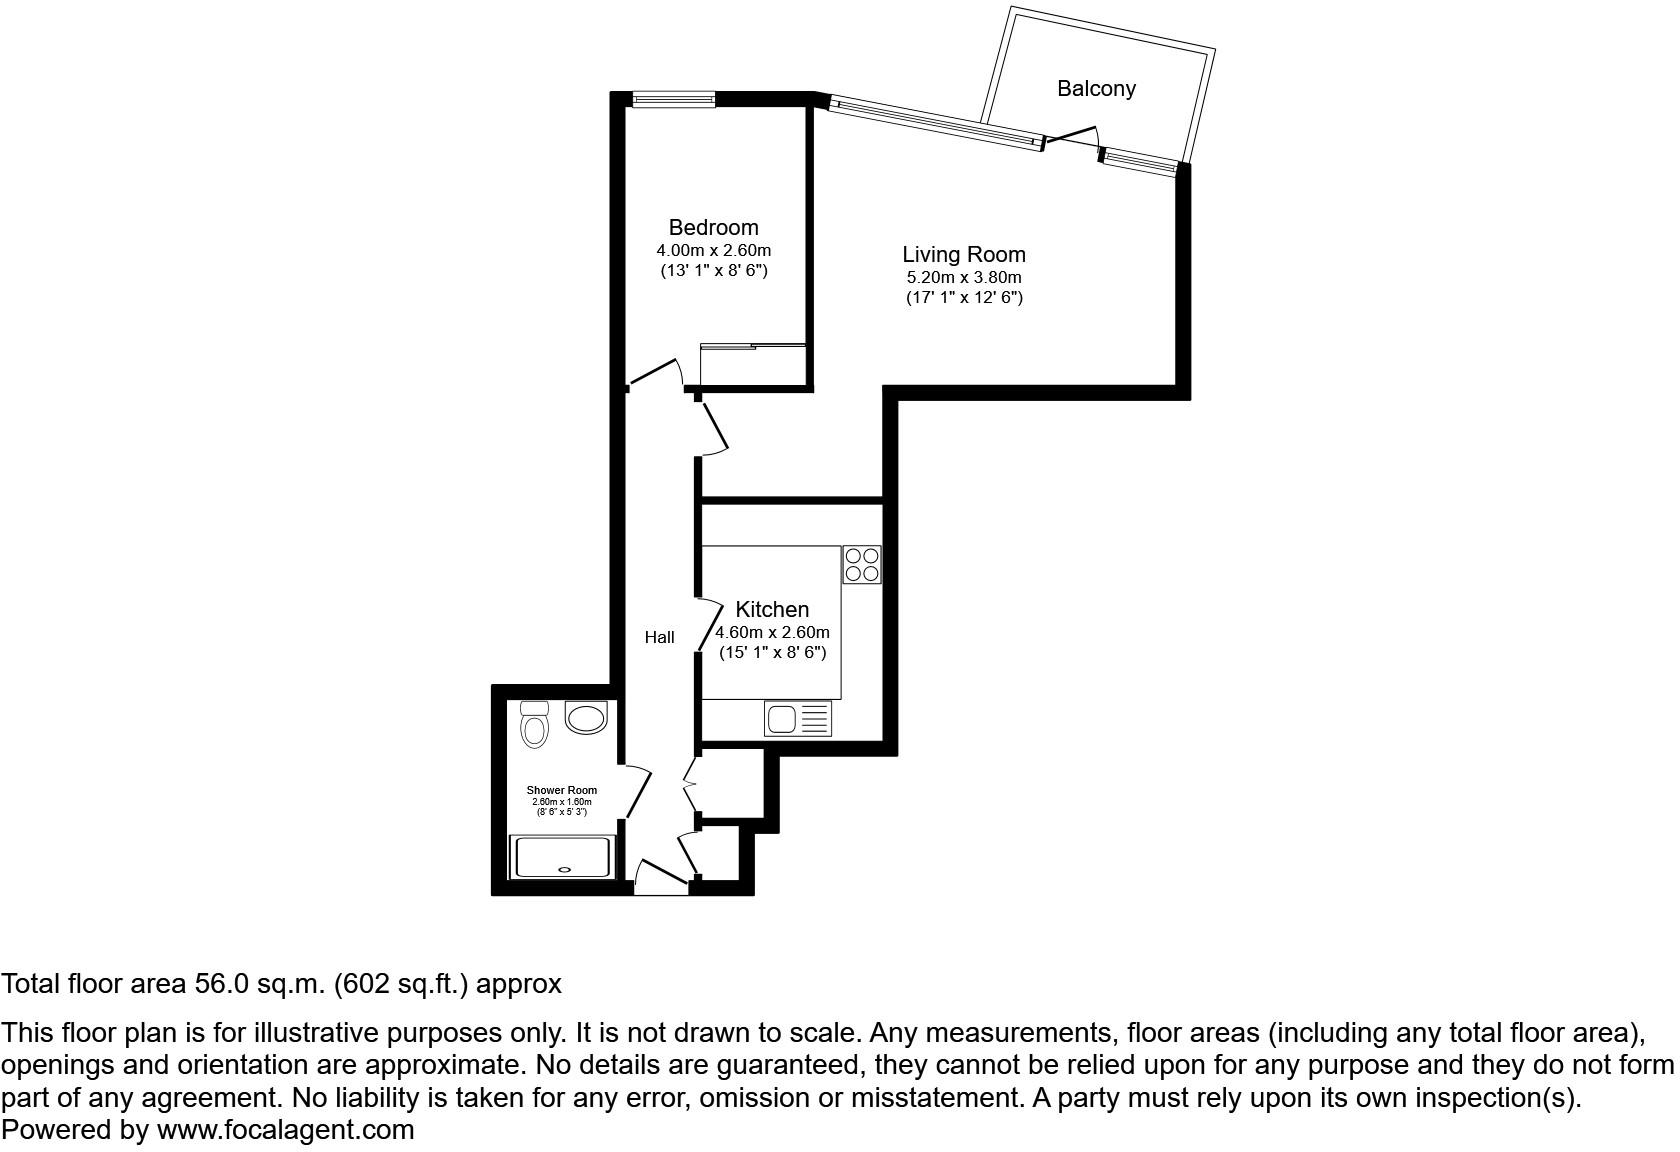 Balcony
Bedroom
4.00m x 2.60m
(13' 1" x 8' 6")
Living Room
5.20m x 3.80m
(17' 1" x 12' 6")
Kitchen
4.60m x 2.60m
(15' 1" x 8' 6")
Hall
Shower Room
2.60m x 1.60m
(8' 6" x 5' 3")
Total floor area 56.0 sq.m. (602 sq.ft.) approx
This floor plan is for illustrative purposes only. It is not drawn to scale. Any measurements, floor areas (including any total floor area),
openings and orientation are approximate. No details are guaranteed, they cannot be relied upon for any purpose and they do not form
part of any agreement. No liability is taken for any error, omission or misstatement. A party must rely upon its own inspection(s).
Powered by www.focalagent.com